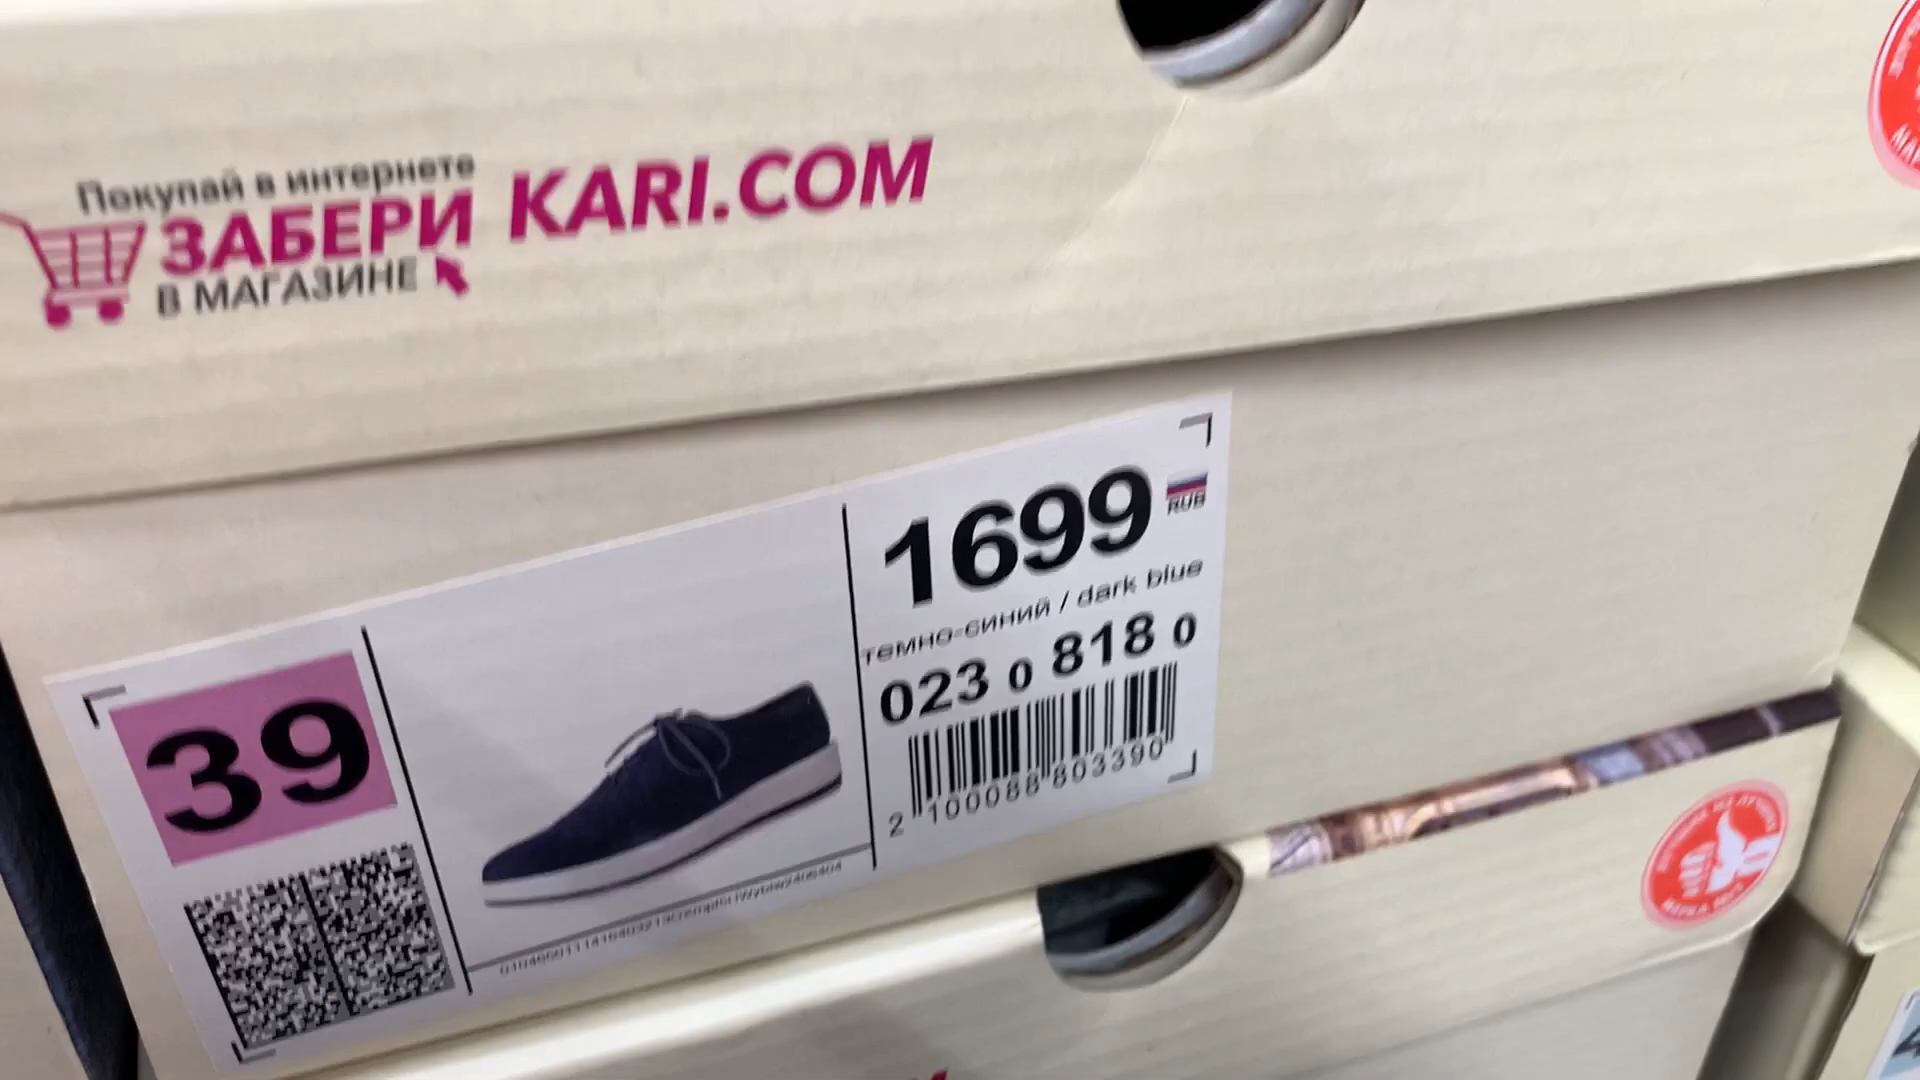 Покупай в интернете
ЗАБЕРИ KARI.COM
В МАГАЗИНЕ
1699
RUB
темно-синий / dark blue
023 0 818 0
2 100088 803390
39